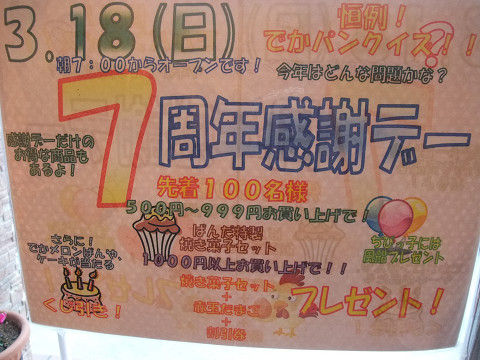 3.18(日)
恒例!
でかパンクイズ!!
朝7:00からオープンです!
今年はどんな問題かな?
7周年感謝デー
感謝デーだけの
お得な商品も
あるよ!
先着100名様
500円~999円お買い上げで
ぱんだ特製
焼き菓子セット
ちびっ子には
風船プレゼント
さらに!
でかメロンぱんや、
ケーキが当たる
くじ引き!
1000円以上お買い上げで!!
焼き菓子セット
+
赤玉たまご
+
割引券
プレゼント!